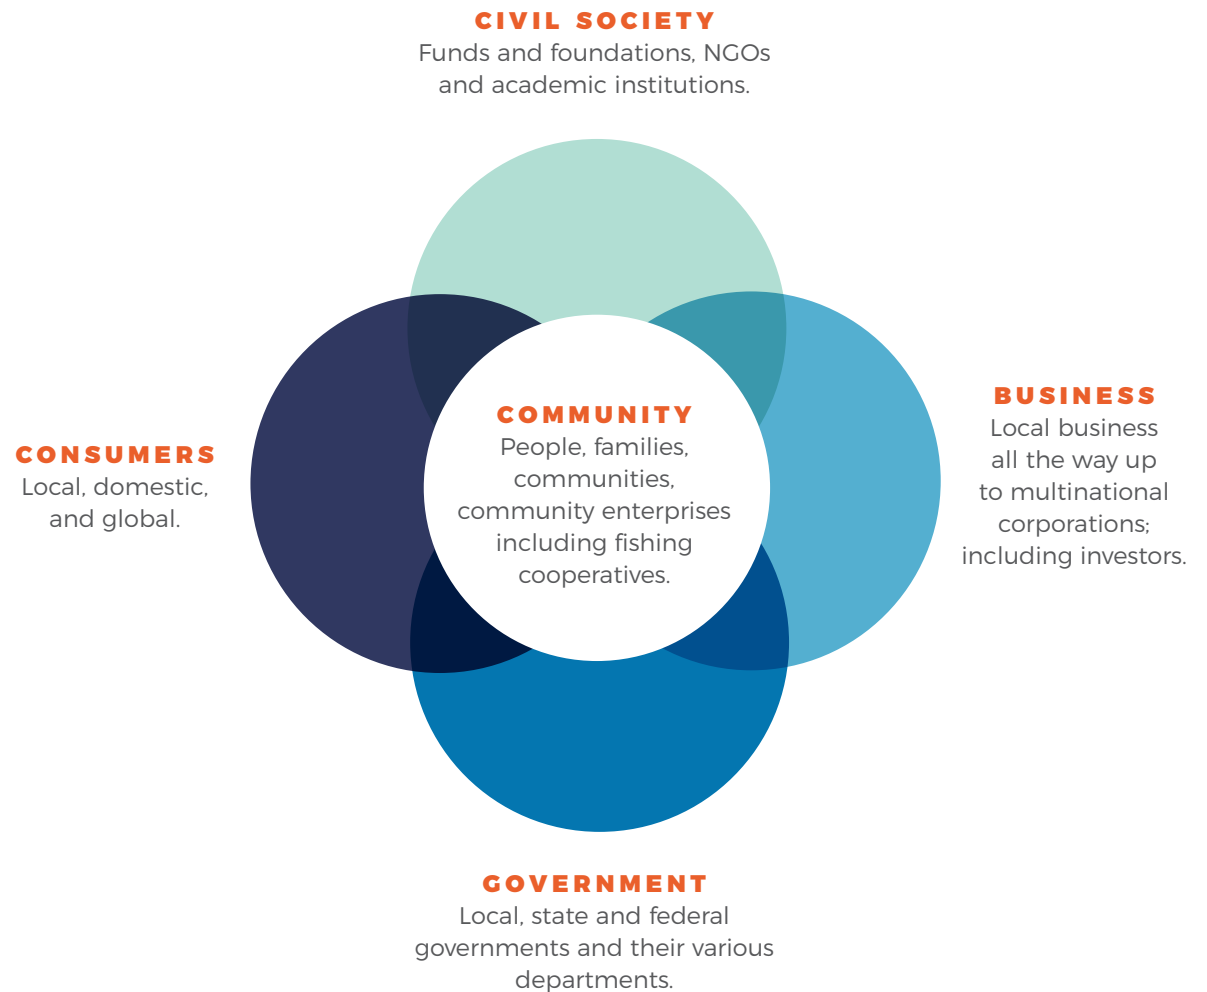 CIVIL SOCIETY
Funds and foundations, NGOs
and academic institutions.
CONSUMERS
Local, domestic,
and global.
COMMUNITY
People, families,
communities,
community enterprises
including fishing
cooperatives.
BUSINESS
Local business
all the way up
to multinational
corporations;
including investors.
GOVERNMENT
Local, state and federal
governments and their various
departments.